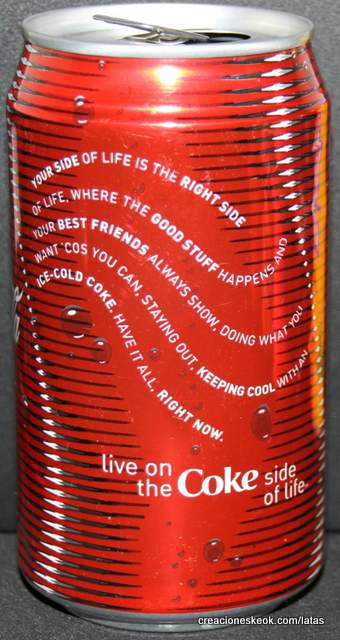 YOUR SIDE OF LIFE IS THE RIGHT SIDE
OF LIFE, WHERE THE GOOD STUFF HAPPENS AND
YOUR BEST FRIENDS ALWAYS SHOW, DOING WHAT YOU
WANT 'COS YOU CAN, STAYING OUT, KEEPING COOL WITH AN
ICE-COLD COKE, HAVE IT ALL, RIGHT NOW.
live on
the Coke side
of life
creacioneskeok.com/latas